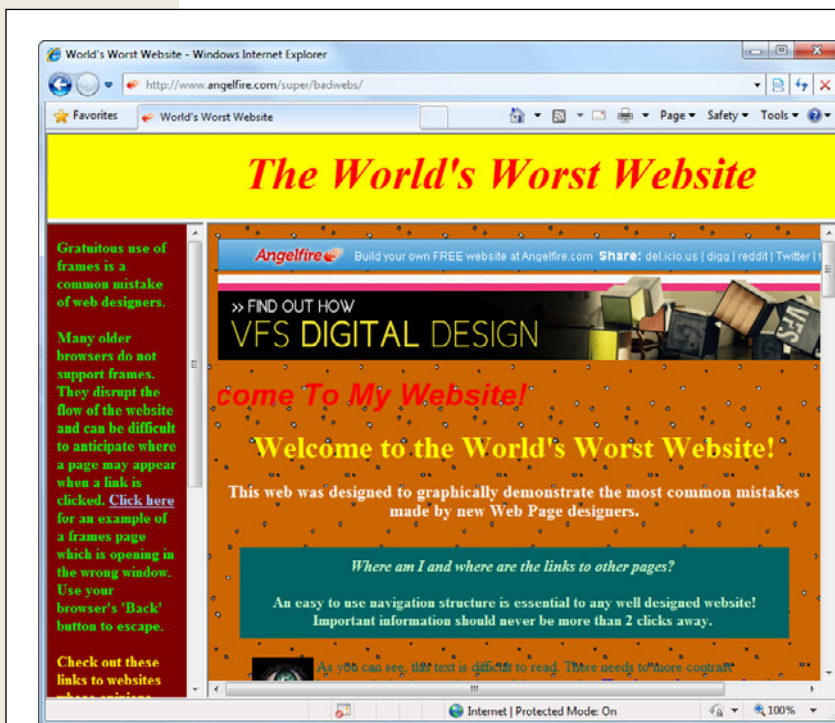 World's Worst Website - Windows Internet Explorer
http://www.angelfire.com/super/badwebs/
Favorites
World's Worst Website
Page
Safety
Tools
The World's Worst Website
Gratuitous use of
frames is a
common mistake
of web designers.
Many older
browsers do not
support frames.
They disrupt the
flow of the website
and can be difficult
to anticipate where
a page may appear
when a link is
clicked. Click here
for an example of
a frames page
which is opening in
the wrong window.
Use your
browser's 'Back'
button to escape.
Check out these
links to websites
whose opinions
Angelfire
Build your own FREE website at Angelfire.com Share: del.icio.us | digg | reddit | Twitter |
>> FIND OUT HOW
VFS DIGITAL DESIGN
VFS
come To My Website!
Welcome to the World's Worst Website!
This web was designed to graphically demonstrate the most common mistakes
made by new Web Page designers.
Where am I and where are the links to other pages?
An easy to use navigation structure is essential to any well designed website!
Important information should never be more than 2 clicks away.
As you can see, this text is difficult to read. There needs to more contrast
Internet | Protected Mode: On
100%